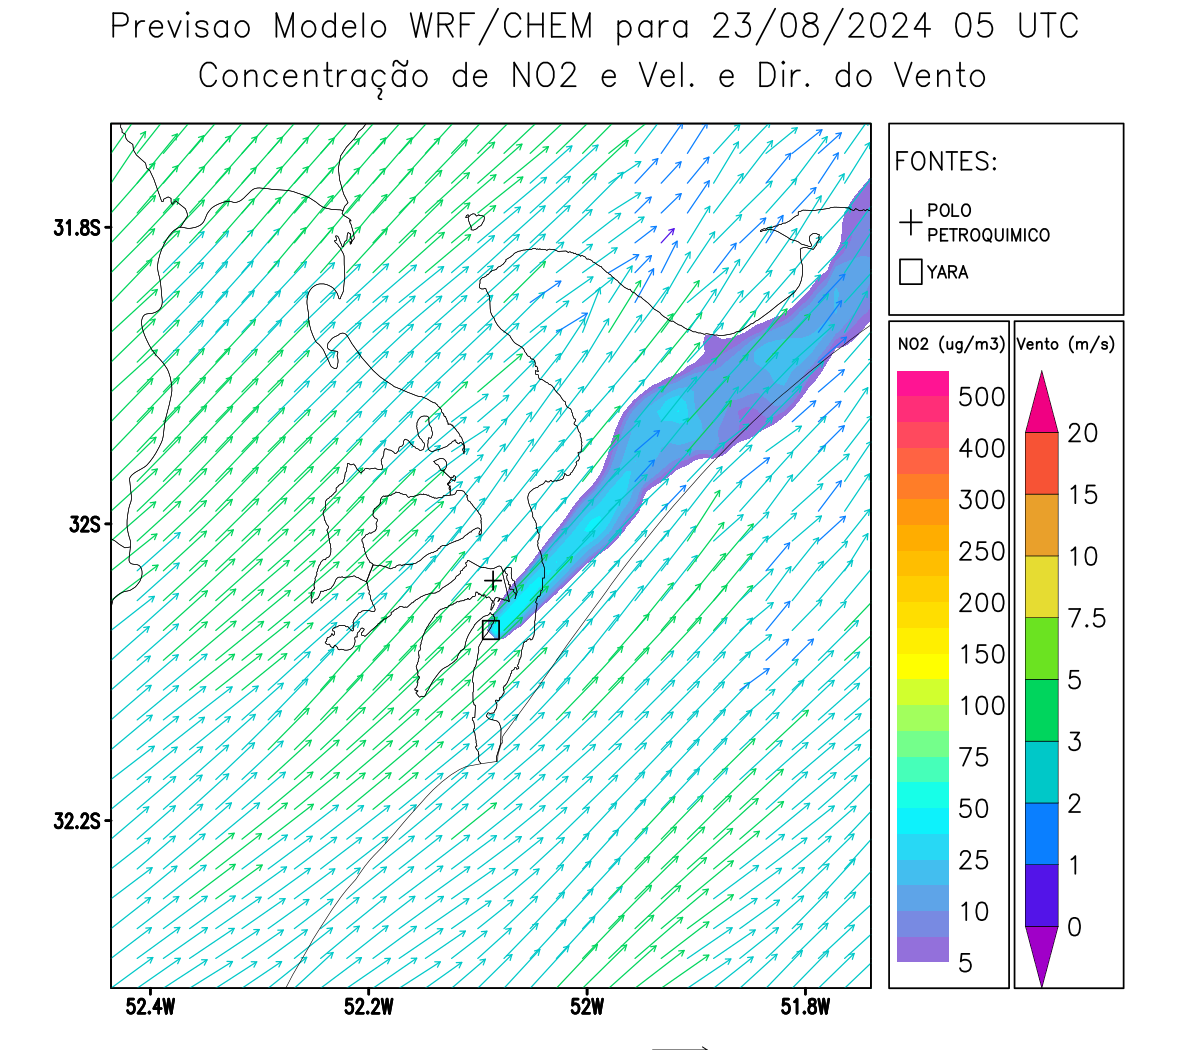 Previsao Modelo WRF/CHEM para 23/08/2024 05 UTC
Concentração de NO2 e Vel. e Dir. do Vento
FONTES:
POLO
PETROQUIMICO
YARA
NO2 (ug/m3)
500
400
300
250
200
150
100
75
50
25
10
5
Vento (m/s)
20
15
10
7.5
5
3
2
1
0
31.8S
32S
32.2S
52.4W 52.2W 52W 51.8W